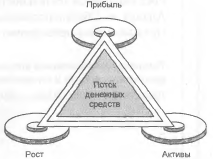 Прибыль
Поток
денежных
средств
Рост
Активы